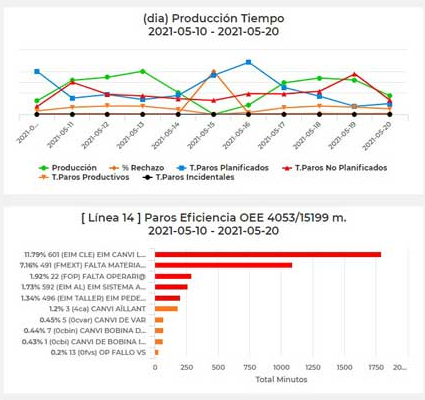 (dia) Producción Tiempo
2021-05-10 - 2021-05-20
2021-0...
2021-05-11
2021-05-12
2021-05-13
2021-05-14
2021-05-15
2021-05-16
2021-05-17
2021-05-18
2021-05-19
2021-05-20
Producción % Rechazo T.Paros Planificados T.Paros No Planificados
T.Paros Productivos T.Paros Incidentales
[ Línea 14 ] Paros Eficiencia OEE 4053/15199 m.
2021-05-10 - 2021-05-20
11.79% 601 (EIM CLE) EIM CANVI L...
7.16% 491 (FMEXT) FALTA MATERIA...
1.92% 22 (FOP) FALTA OPERARI@
1.73% 592 (EIM AL) EIM SISTEMA A...
1.34% 496 (EIM TALLER) EIM PEDE...
1.2% 3 (4ca) CANVI AÏLLANT
0.45% 5 (0cvar) CANVI DE VAR
0.44% 7 (0cbin) CANVI BOBINA D...
0.43% 1 (0cbi) CANVI DE BOBINA I...
0.2% 13 (0fvs) OP FALLO VS
0 250 500 750 1000 1250 1500 1750 20...
Total Minutos